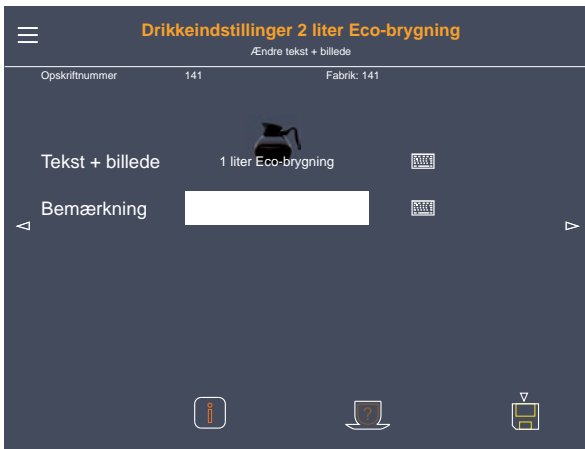 Drikkeindstillinger 2 liter Eco-brygning
Ændre tekst + billede
Opskriftnummer 141 Fabrik: 141
Tekst + billede 1 liter Eco-brygning
Bemærkning
i
?